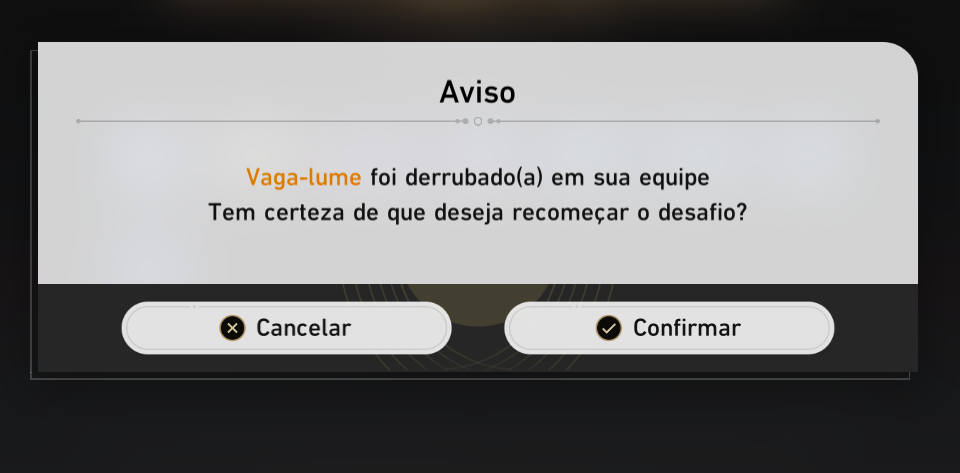 Aviso
Vaga-lume foi derrubado(a) em sua equipe
Tem certeza de que deseja recomeçar o desafio?
Cancelar
Confirmar